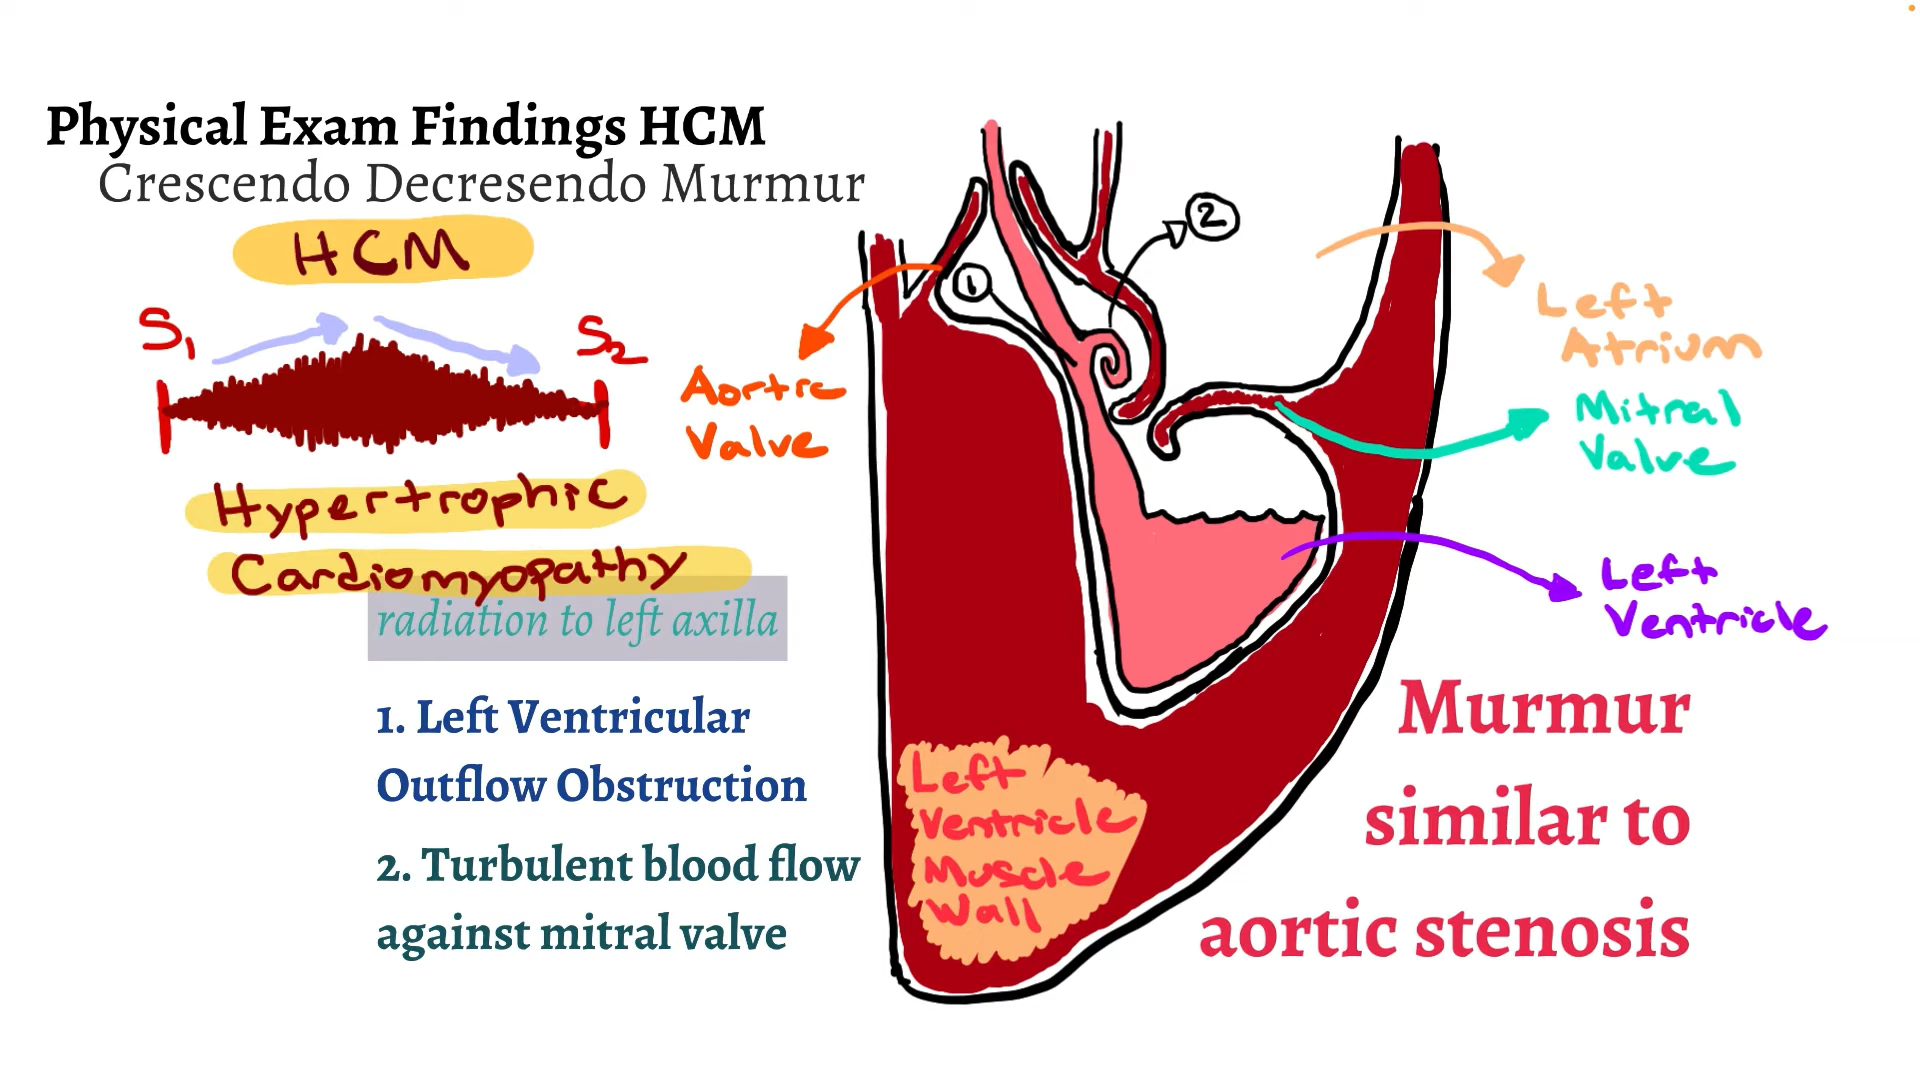 Physical Exam Findings HCM
Crescendo Decresendo Murmur
HCM
S1
S2
Hypertrophic
Cardiomyopathy
radiation to left axilla
1. Left Ventricular
Outflow Obstruction
2. Turbulent blood flow
against mitral valve
Aortic
Valve
1
2
Left
Atrium
Mitral
Valve
Left
Ventricle
Left
Ventricle
Muscle
Wall
Murmur
similar to
aortic stenosis